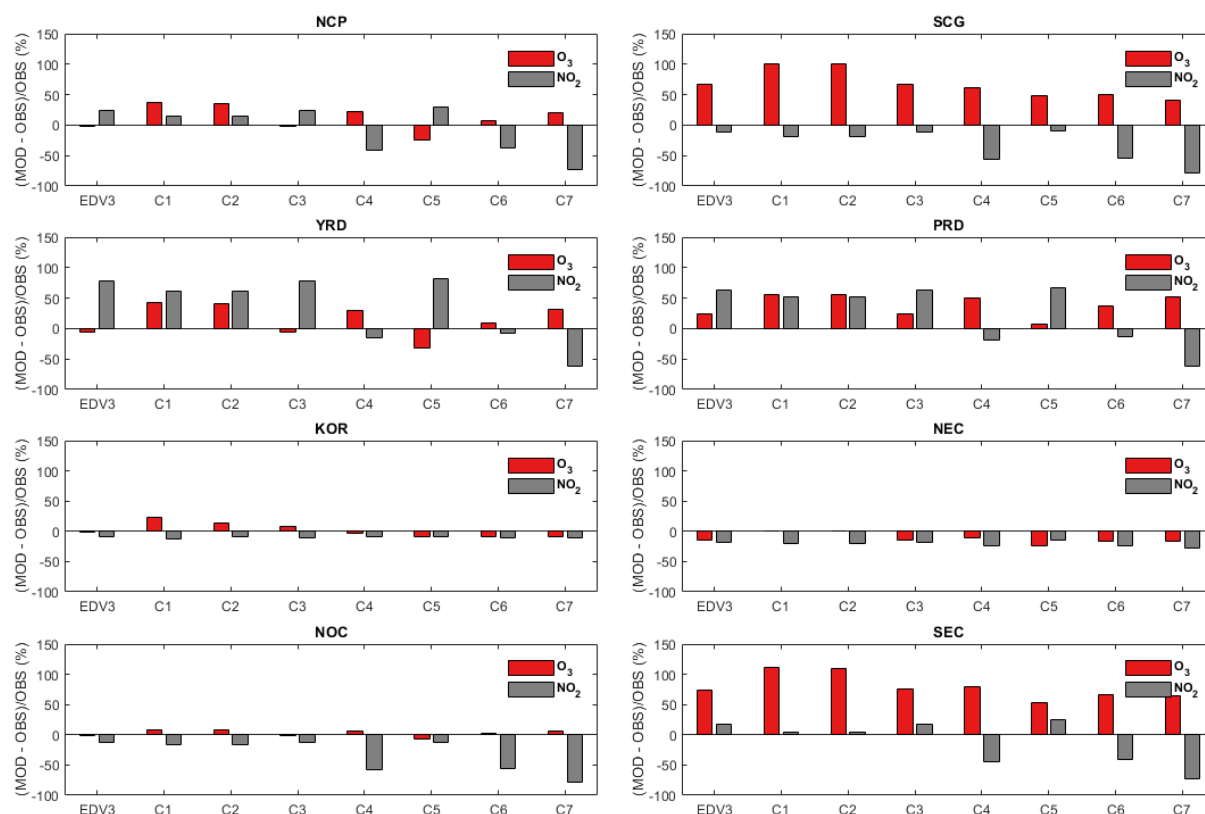 NCP
(MOD - OBS)/OBS (%)
150
100
50
0
-50
-100
O3
NO2
EDV3 C1 C2 C3 C4 C5 C6 C7
SCG
(MOD - OBS)/OBS (%)
150
100
50
0
-50
-100
O3
NO2
EDV3 C1 C2 C3 C4 C5 C6 C7
YRD
(MOD - OBS)/OBS (%)
150
100
50
0
-50
-100
O3
NO2
EDV3 C1 C2 C3 C4 C5 C6 C7
PRD
(MOD - OBS)/OBS (%)
150
100
50
0
-50
-100
O3
NO2
EDV3 C1 C2 C3 C4 C5 C6 C7
KOR
(MOD - OBS)/OBS (%)
150
100
50
0
-50
-100
O3
NO2
EDV3 C1 C2 C3 C4 C5 C6 C7
NEC
(MOD - OBS)/OBS (%)
150
100
50
0
-50
-100
O3
NO2
EDV3 C1 C2 C3 C4 C5 C6 C7
NOC
(MOD - OBS)/OBS (%)
150
100
50
0
-50
-100
O3
NO2
EDV3 C1 C2 C3 C4 C5 C6 C7
SEC
(MOD - OBS)/OBS (%)
150
100
50
0
-50
-100
O3
NO2
EDV3 C1 C2 C3 C4 C5 C6 C7